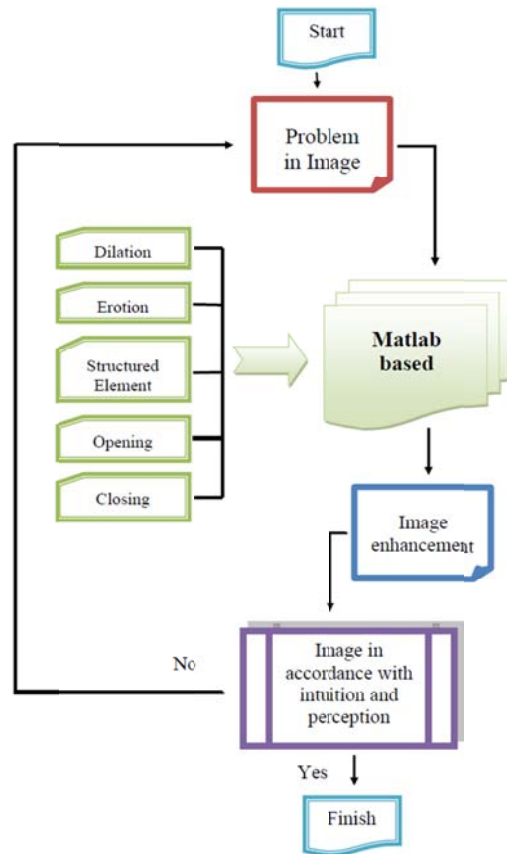 Start
Problem
in Image
Dilation
Erotion
Structured
Element
Opening
Closing
Matlab
based
Image
enhancement
Image in
accordance with
intuition and
perception
No
Yes
Finish